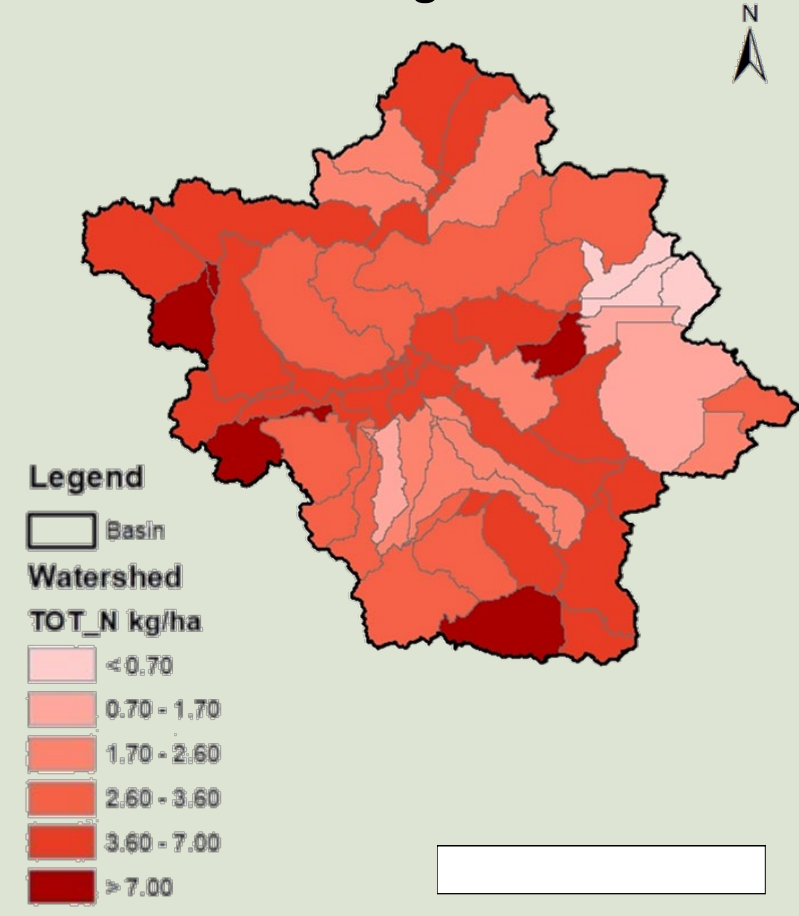 N
Legend
Basin
Watershed
TOT_N kg/ha
< 0.70
0.70 - 1.70
1.70 - 2.60
2.60 - 3.60
3.60 - 7.00
> 7.00